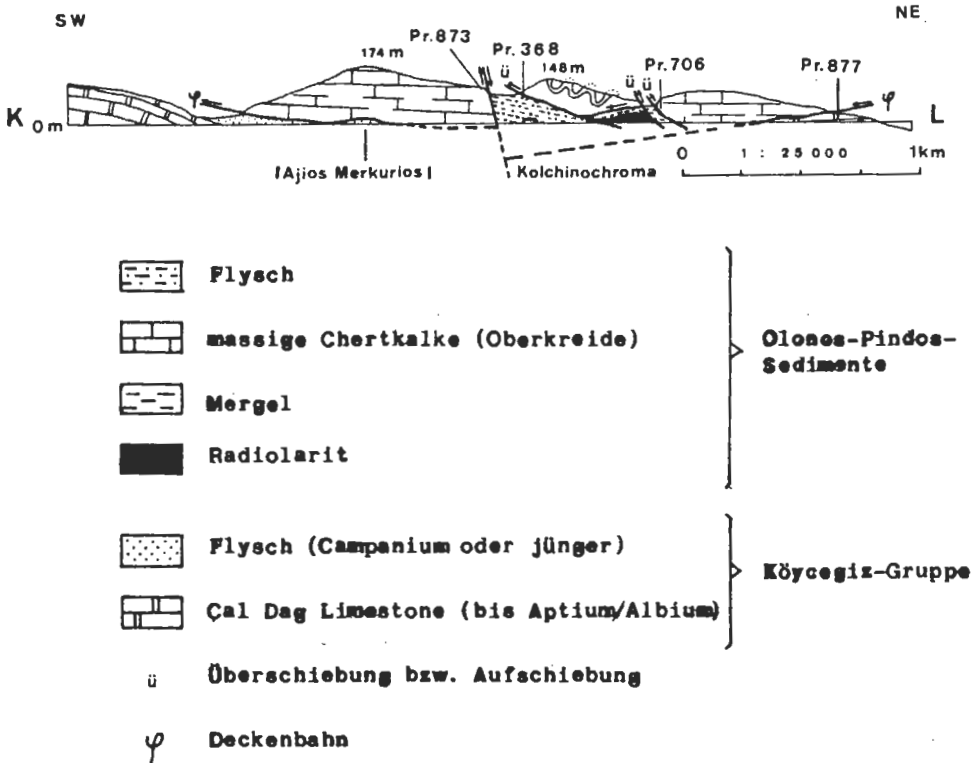 SW
NE
Pr.873
174 m
Pr.368
ü
148 m
ü ü
Pr.706
Pr.877
φ
φ
K 0 m
L
(Ajios Merkurios)
Kolchinochroma
0 1 : 25 000 1km
Flysch
massige Chertkalke (Oberkreide)
Mergel
Radiolarit
Olonos-Pindos-
Sedimente
Flysch (Campanium oder jünger)
Çal Dag Limestone (bis Aptium/Albium)
Köycegiz-Gruppe
ü Überschiebung bzw. Aufschiebung
φ Deckenbahn